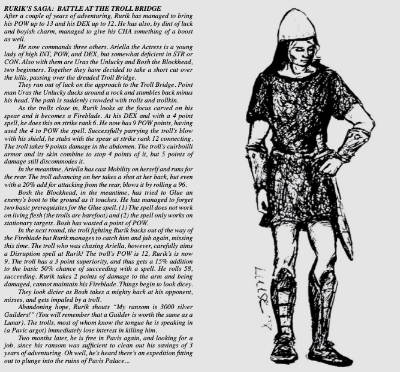 RURIK'S SAGA: BATTLE AT THE TROLL BRIDGE
After a couple of years of adventuring, Rurik has managed to bring
his POW up to 13 and his DEX up to 12. He has also, by dint of luck
and boyish charm, managed to give his CHA something of a boost
as well.
He now commands three others. Ariella the Actress is a young
lady of high INT, POW, and DEX, but somewhat deficient in STR or
CON. Also with them are Uras the Unlucky and Bosh the Blockhead,
two beginners. Together they have decided to take a short cut over
the hills, passing over the dreaded Troll Bridge.
They run out of luck on the approach to the Troll Bridge. Point
man Uras the Unlucky ducks around a rock and stumbles back minus
his head. The path is suddenly crowded with trolls and trollkin.
As the trolls close in, Rurik looks at the focus carved on his
spear and it becomes a Fireblade. At his DEX and with a 4 point
spell, he does this on strike rank 6. He now has 9 POW points, having
used the 4 to POW the spell. Successfully parrying the troll's blow
with his shield, he stabs with the spear at strike rank 12 connecting.
The troll takes 9 points damage in the abdomen. The troll's cuirboilli
armor and its skin combine to stop 4 points of it, but 5 points of
damage still discommodes it.
In the meantime, Ariella has cast Mobility on herself and runs for
the rear. The troll advancing on her takes a shot at her back, but even
with a 20% add for attacking from the rear, blows it by rolling a 96.
Bosh the Blockhead, in the meantime, has tried to Glue an
enemy's boot to the ground as it touches. He has managed to forget
two basic prerequisites for the Glue spell. (1) The spell does not work
on living flesh (the trolls are barefoot) and (2) the spell only works on
stationary targets. Bosh has wasted a point of POW.
In the next round, the troll fighting Rurik backs out of the way of
the Fireblade but Rurik manages to catch him and jab again, missing
this time. The troll who was chasing Ariella, however, carefully aims
a Disruption spell at Rurik! The troll's POW is 12, Rurik's is now
9. The troll has a 3 point superiority, and thus gets a 15% addition
to the basic 50% chance of succeeding with a spell. He rolls 58,
succeeding. Rurik takes 2 points of damage to the arm and being
damaged, cannot maintain his Fireblade. Things begin to look dicey.
They look dicier as Bosh takes a mighty hack at his opponent,
misses, and gets impaled by a troll.
Abandoning hope, Rurik shouts "My ransom is 3000 silver
Guilders!" (You will remember that a Guilder is worth the same as a
Lunar). The trolls, most of whom know the tongue he is speaking in
(a Pavic argot) immediately lose interest in killing him.
Two months later, he is free in Pavis again, and looking for a
job, since his ransom was sufficient to clean out his savings of 3
years of adventuring. Oh well, he's heard there's an expedition fitting
out to plunge into the ruins of Pavis Palace...